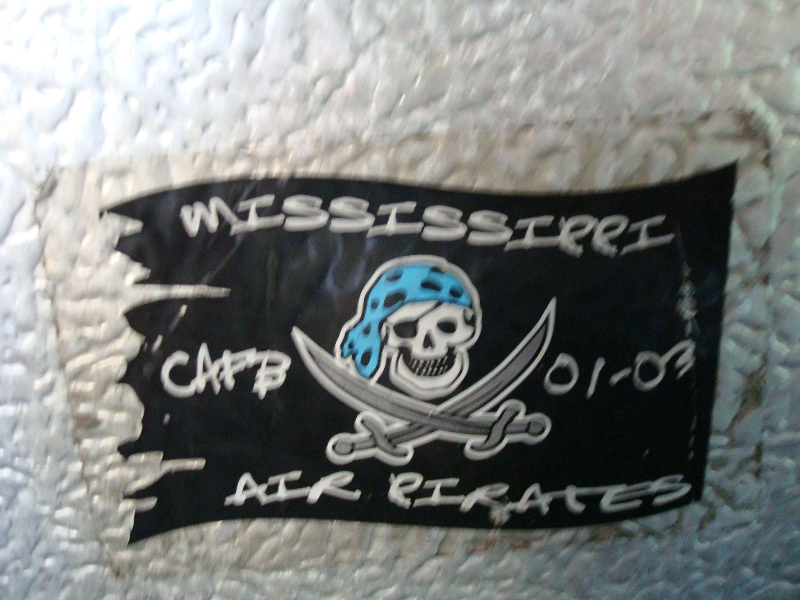 MISSISSIPPI
CAFB 01-03
AIR PIRATES